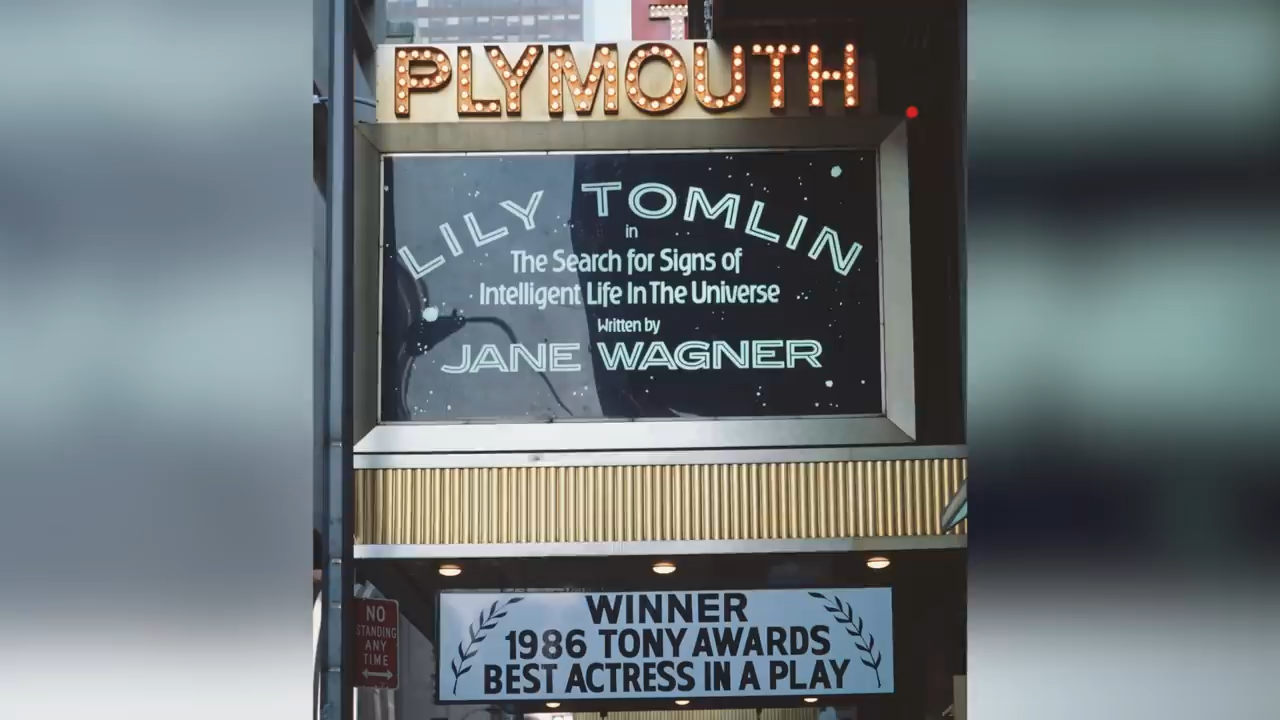 PLYMOUTH
LILY TOMLIN
in
The Search for Signs of
Intelligent Life In The Universe
Written by
JANE WAGNER
WINNER
1986 TONY AWARDS
BEST ACTRESS IN A PLAY
NO
STANDING
ANY
TIME